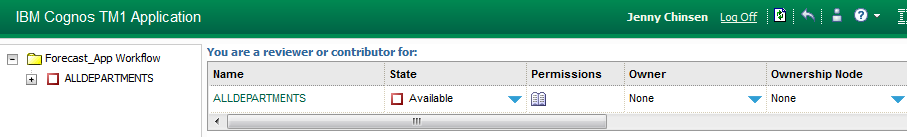 IBM Cognos TM1 Application
Jenny Chinsen Log Off
Forecast_App Workflow
ALLDEPARTMENTS
You are a reviewer or contributor for:
Name State Permissions Owner Ownership Node
ALLDEPARTMENTS Available None None